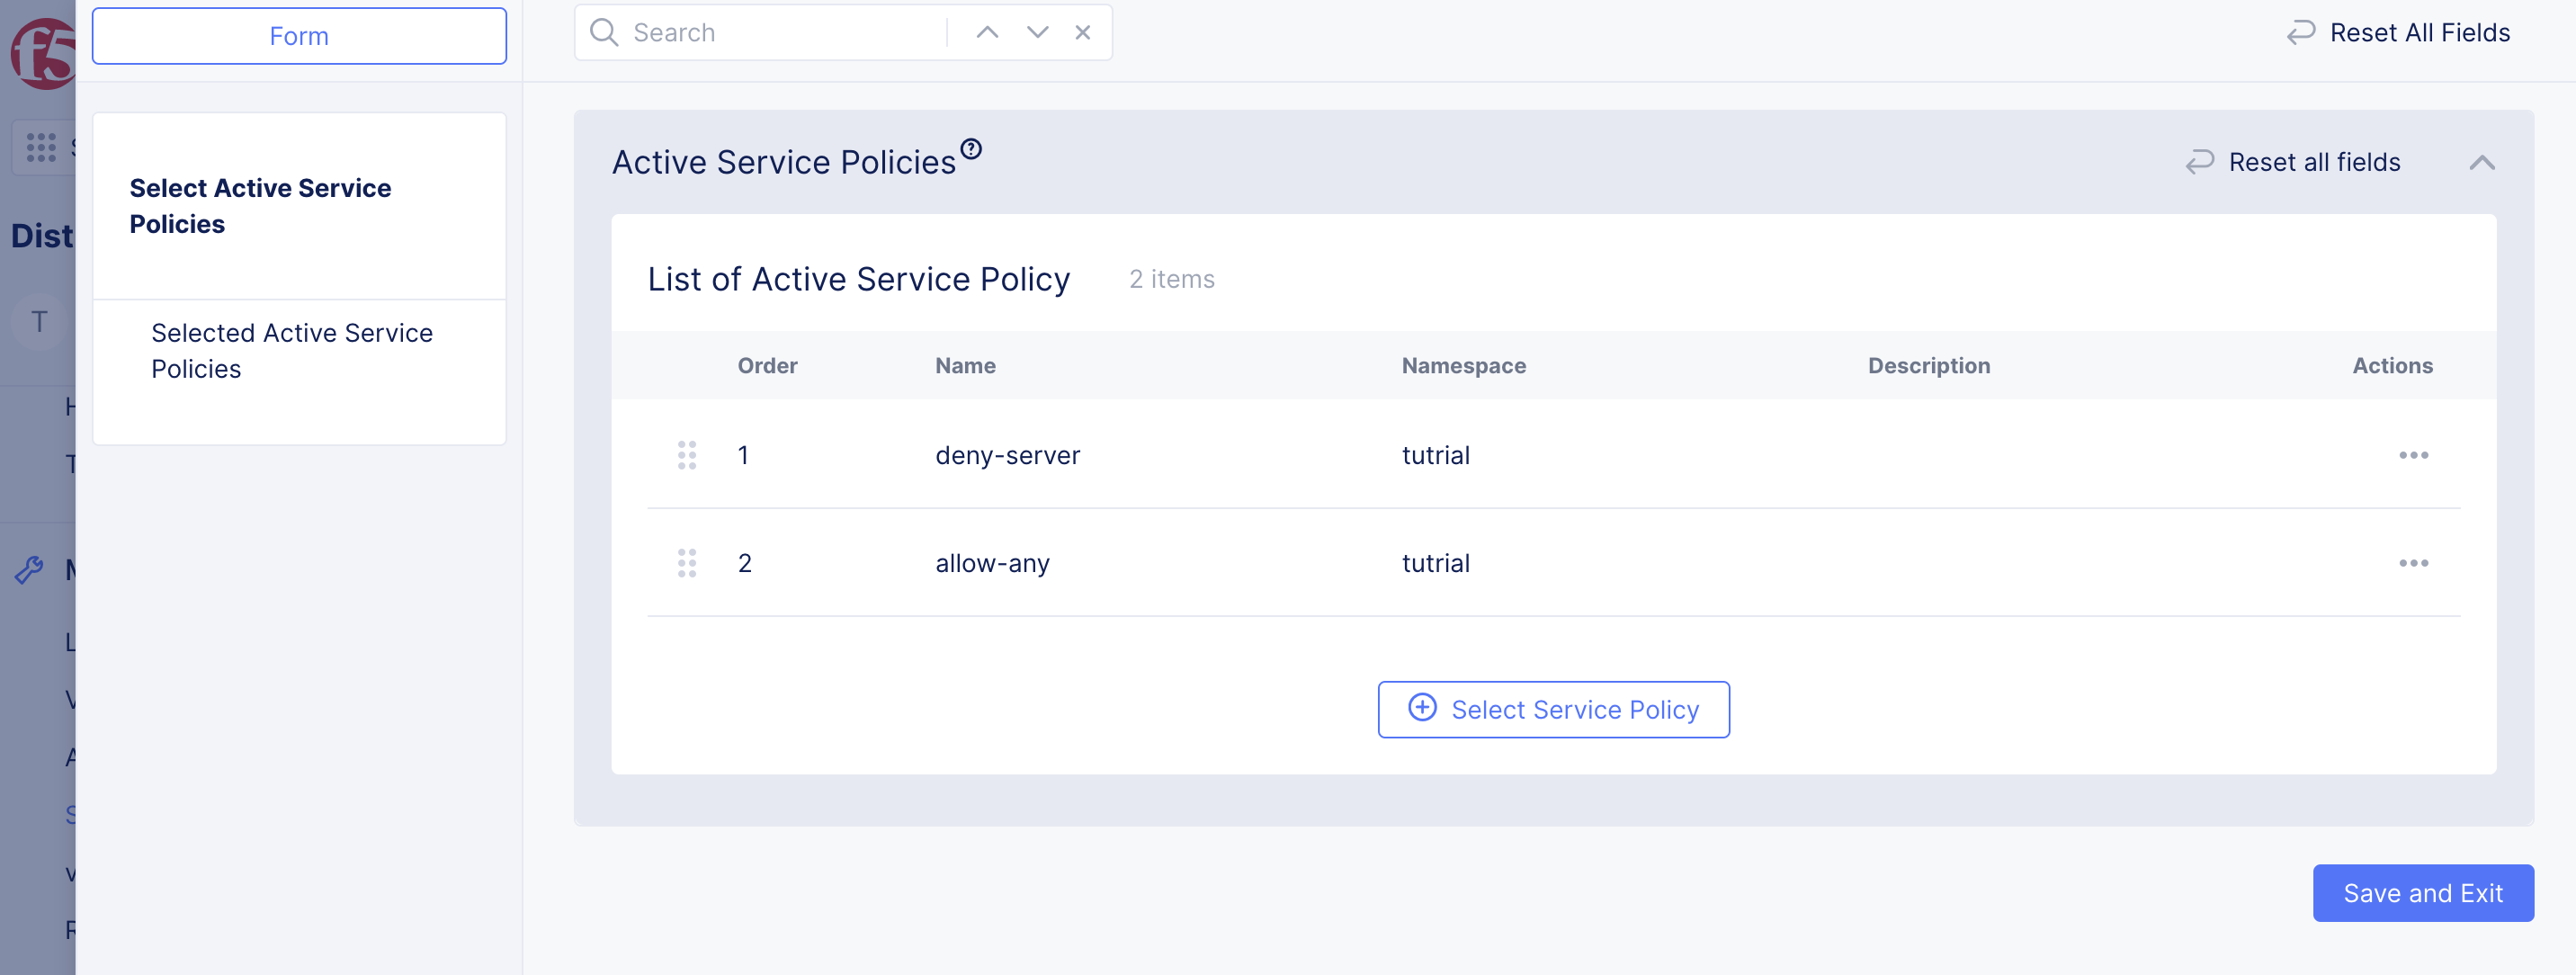 f5
Form
Search
Reset All Fields
Dist
T
Select Active Service
Policies
Selected Active Service
Policies
Active Service Policies
Reset all fields
List of Active Service Policy 2 items
Order Name Namespace Description Actions
1 deny-server tutrial
2 allow-any tutrial
Select Service Policy
Save and Exit